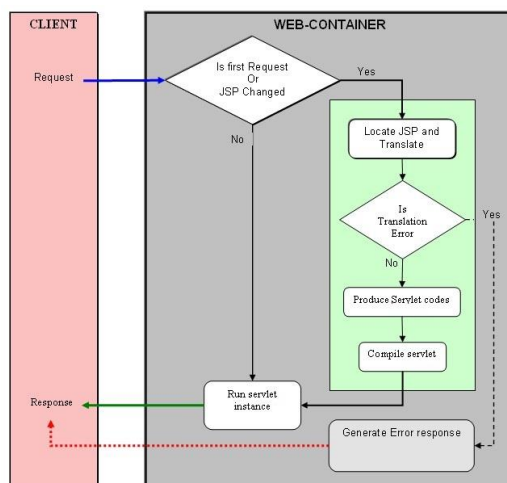 CLIENT
WEB-CONTAINER
Request
Is first Request
Or
JSP Changed
Yes
No
Locate JSP and
Translate
Is
Translation
Error
Yes
No
Produce Servlet codes
Compile servlet
Run servlet
instance
Response
Generate Error response